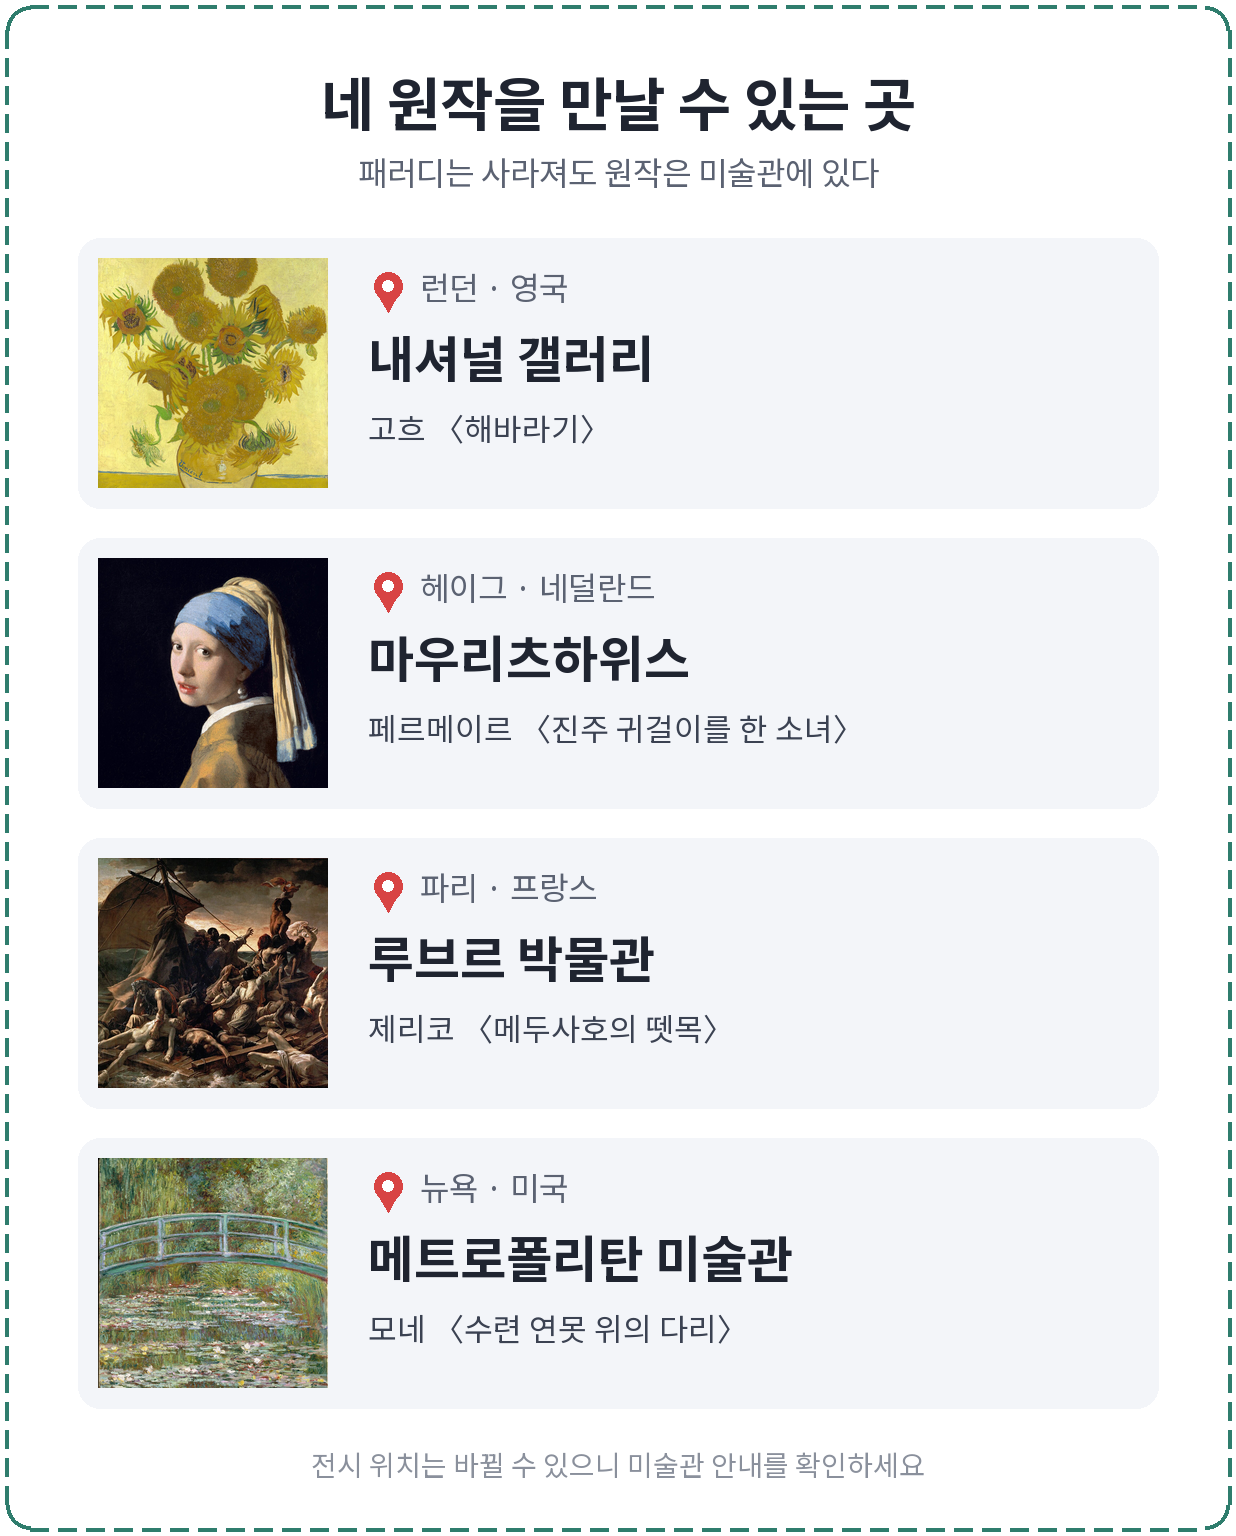 네 원작을 만날 수 있는 곳
패러디는 사라져도 원작은 미술관에 있다
런던 · 영국
내셔널 갤러리
고흐 〈해바라기〉
헤이그 · 네덜란드
마우리츠하위스
페르메이르 〈진주 귀걸이를 한 소녀〉
파리 · 프랑스
루브르 박물관
제리코 〈메두사호의 뗏목〉
뉴욕 · 미국
메트로폴리탄 미술관
모네 〈수련 연못 위의 다리〉
전시 위치는 바뀔 수 있으니 미술관 안내를 확인하세요